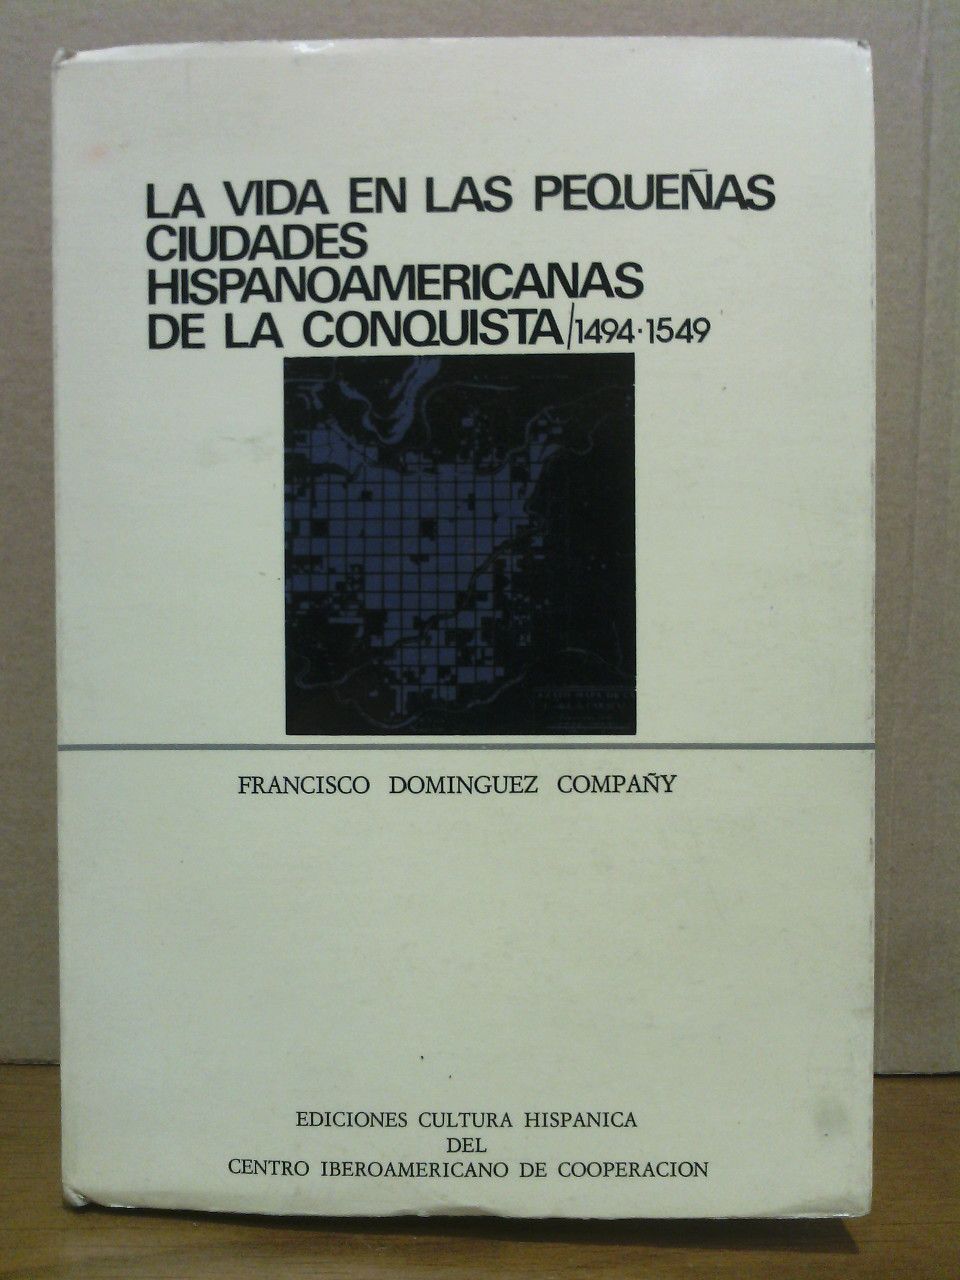 LA VIDA EN LAS PEQUEÑAS
CIUDADES
HISPANOAMERICANAS
DE LA CONQUISTA/1494·1549
FRANCISCO DOMINGUEZ COMPAÑY
EDICIONES CULTURA HISPANICA
DEL
CENTRO IBEROAMERICANO DE COOPERACION